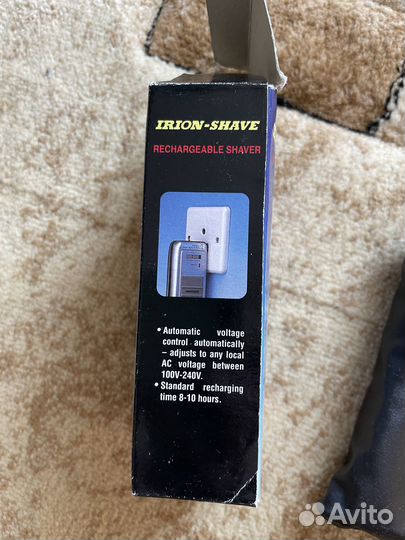 IRION-SHAVE
RECHARGEABLE SHAVER
• Automatic voltage
control automatically
– adjusts to any local
AC voltage between
100V-240V.
• Standard recharging
time 8-10 hours.
Avito